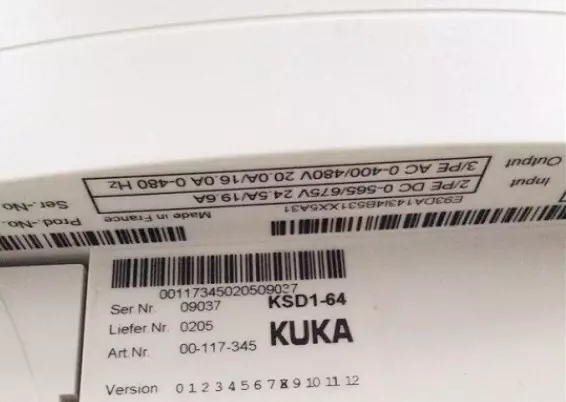 Ser.-No
Prod.-No.
Made in France
3/PE AC 0-400/480V 20.0A/16.0A 0-480 Hz
Output
2/PE DC 0-565/675V 24.5A/19.6A
Input
E93DA143I4B531XX5A31
00117345020509037
Ser.Nr. 09037 KSD1-64
Liefer.Nr. 0205 KUKA
Art.Nr. 00-117-345
Version 0 1 2 3 4 5 6 7 8 9 10 11 12